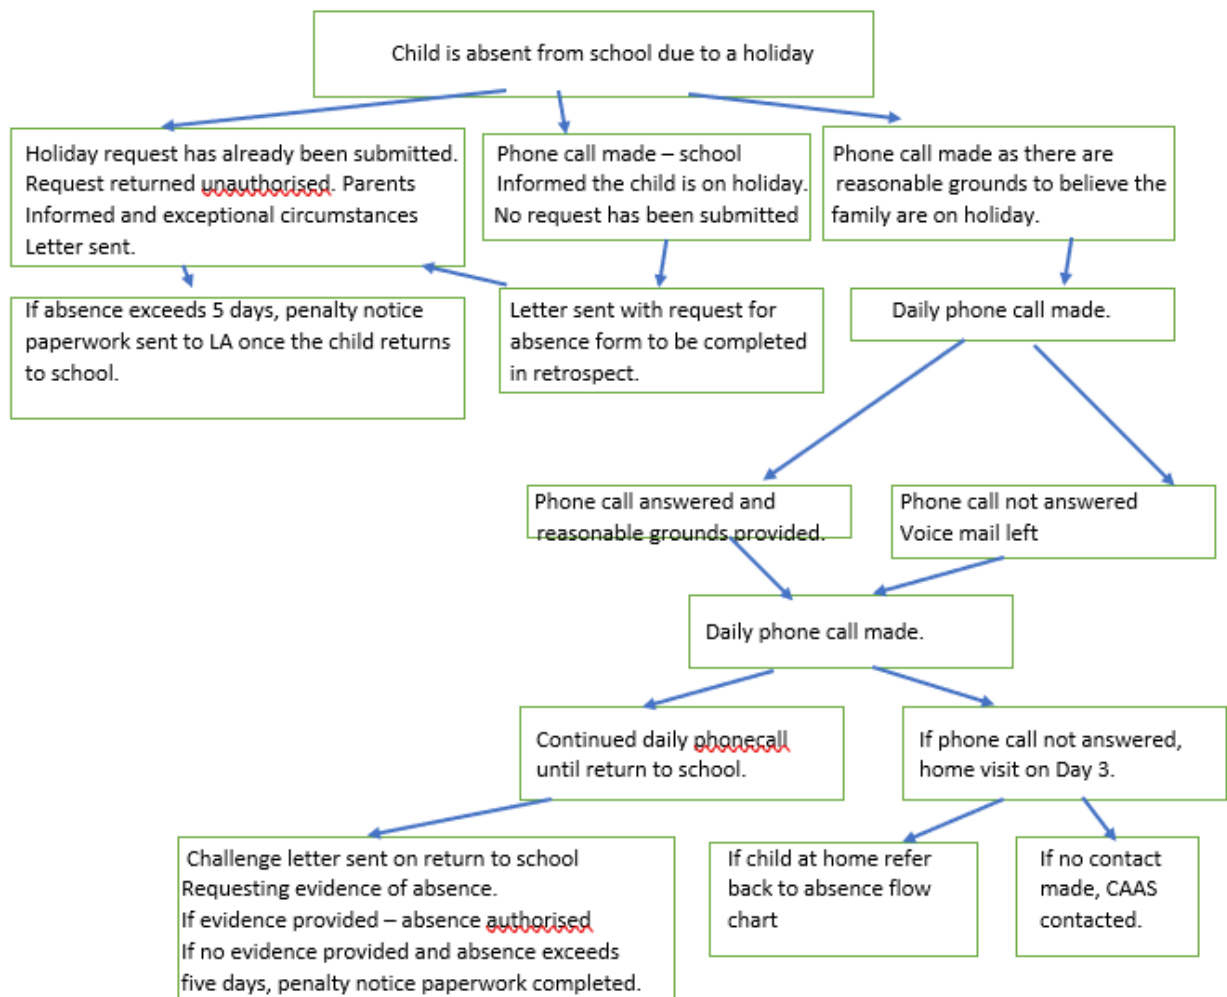 Child is absent from school due to a holiday
Holiday request has already been submitted.
Request returned unauthorised. Parents
Informed and exceptional circumstances
Letter sent.
Phone call made – school
Informed the child is on holiday.
No request has been submitted
Phone call made as there are
reasonable grounds to believe the
family are on holiday.
If absence exceeds 5 days, penalty notice
paperwork sent to LA once the child returns
to school.
Letter sent with request for
absence form to be completed
in retrospect.
Daily phone call made.
Phone call answered and
reasonable grounds provided.
Phone call not answered
Voice mail left
Daily phone call made.
Continued daily phonecall
until return to school.
If phone call not answered,
home visit on Day 3.
Challenge letter sent on return to school
Requesting evidence of absence.
If evidence provided – absence authorised
If no evidence provided and absence exceeds
five days, penalty notice paperwork completed.
If child at home refer
back to absence flow
chart
If no contact
made, CAAS
contacted.